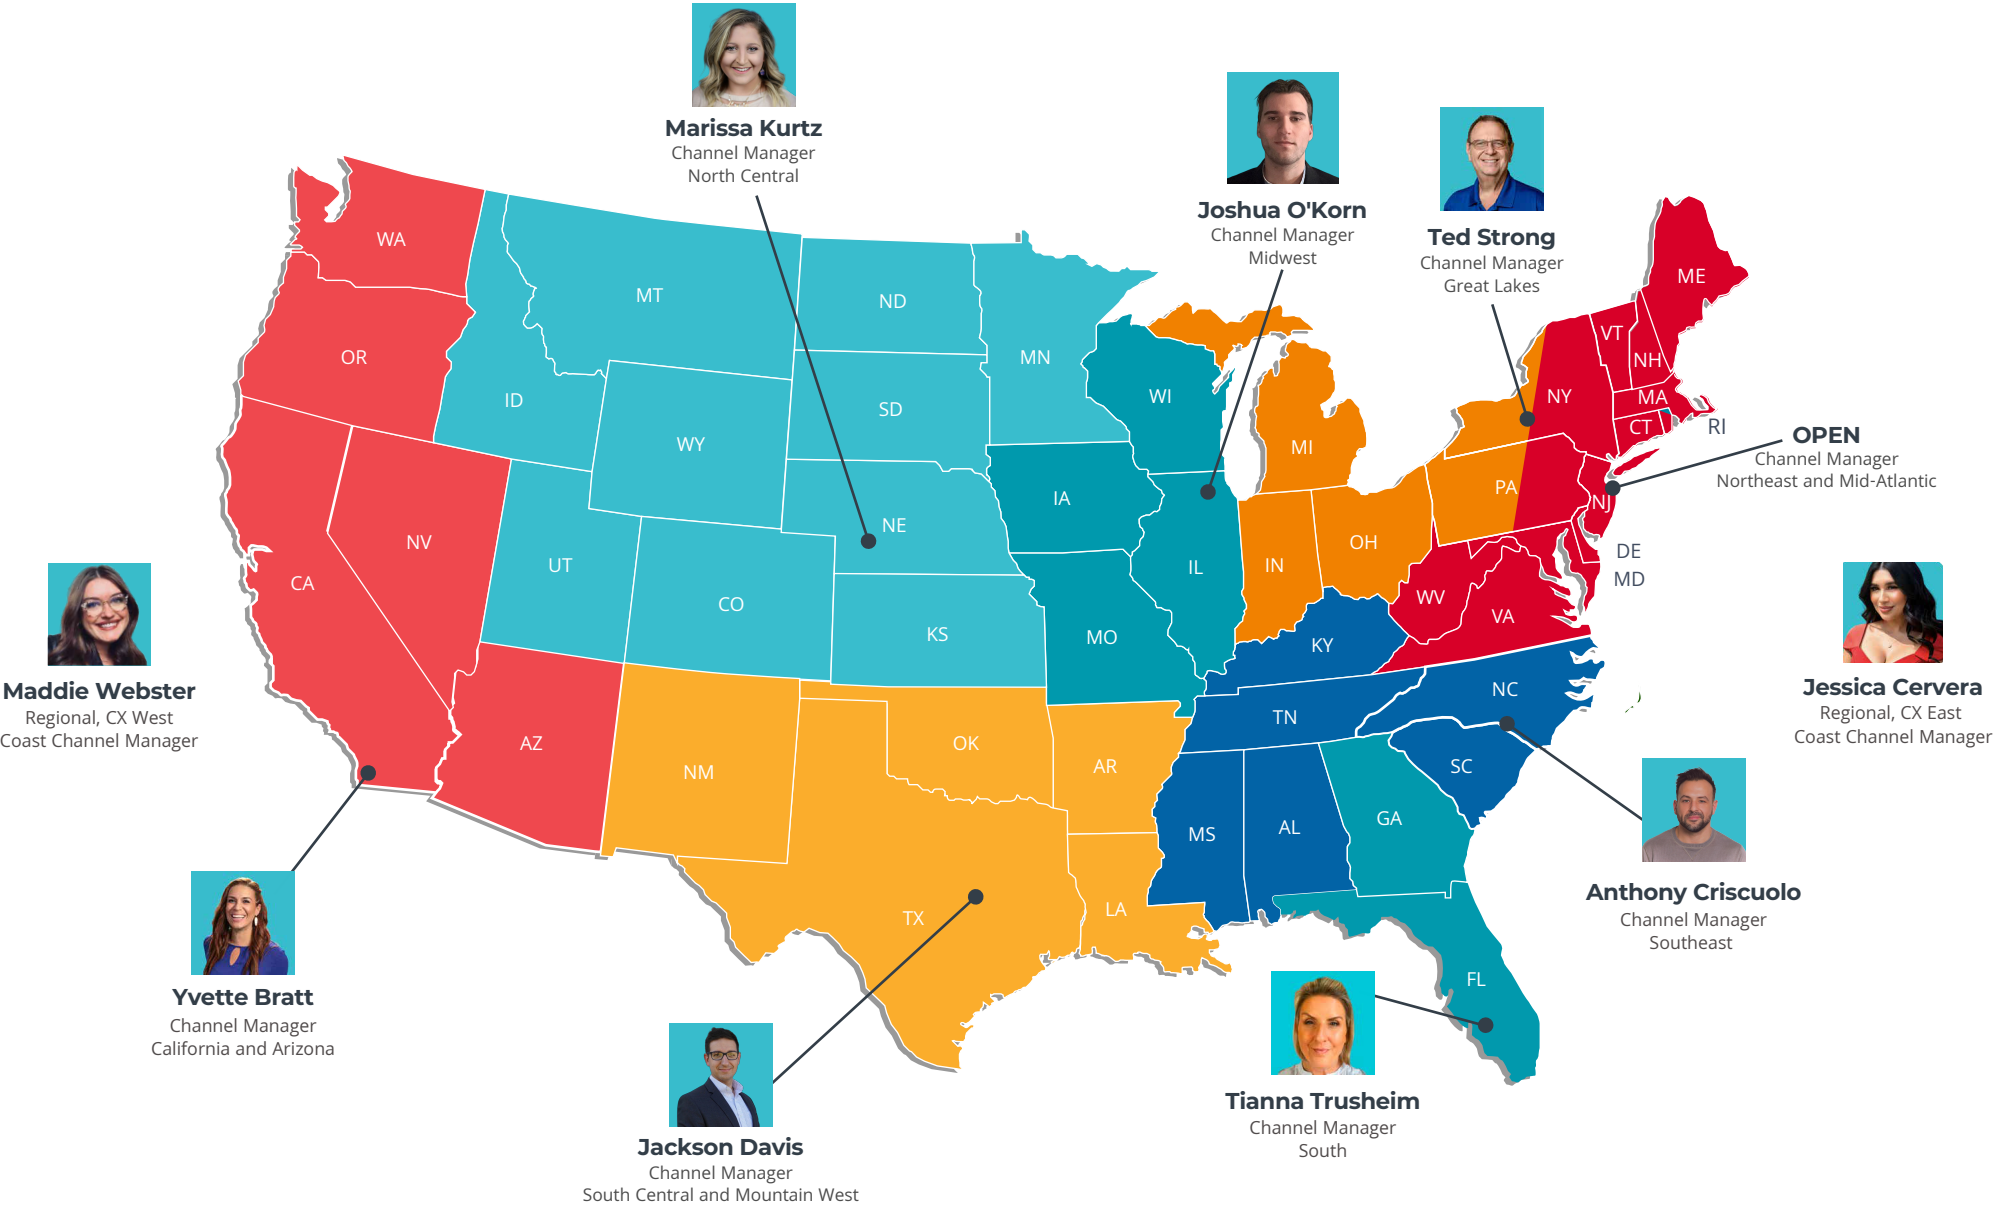 Marissa Kurtz
Channel Manager
North Central
Joshua O'Korn
Channel Manager
Midwest
Ted Strong
Channel Manager
Great Lakes
OPEN
Channel Manager
Northeast and Mid-Atlantic
Maddie Webster
Regional, CX West
Coast Channel Manager
Jessica Cervera
Regional, CX East
Coast Channel Manager
Anthony Criscuolo
Channel Manager
Southeast
Yvette Bratt
Channel Manager
California and Arizona
Tianna Trusheim
Channel Manager
South
Jackson Davis
Channel Manager
South Central and Mountain West
WA
OR
CA
NV
ID
MT
WY
UT
AZ
CO
NM
ND
SD
NE
KS
OK
TX
MN
IA
MO
AR
LA
WI
IL
MI
IN
OH
KY
TN
MS
AL
GA
FL
SC
NC
VA
WV
PA
NY
VT
NH
ME
MA
CT
RI
NJ
DE
MD